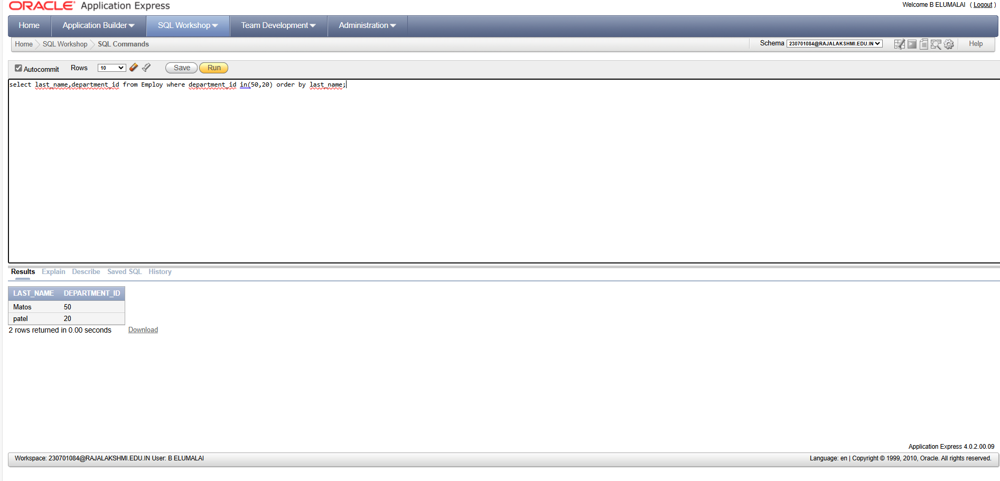 ORACLE Application Express
Welcome B ELUMALAI ( Logout )
Home Application Builder SQL Workshop Team Development Administration
Home SQL Workshop SQL Commands Schema 230701084@RAJALAKSHMI.EDU.IN Help
Autocommit Rows 10 Save Run
select last_name,department_id from Employ where department_id in(50,20) order by last_name;
Results Explain Describe Saved SQL History
LAST_NAME DEPARTMENT_ID
Matos 50
patel 20
2 rows returned in 0.00 seconds Download
Application Express 4.0.2.00.09
Workspace: 230701084@RAJALAKSHMI.EDU.IN User: B ELUMALAI Language: en | Copyright © 1999, 2010, Oracle. All rights reserved.